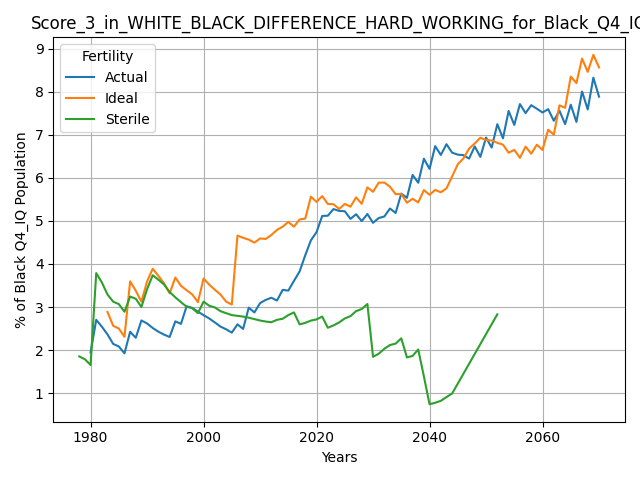 Score_3_in_WHITE_BLACK_DIFFERENCE_HARD_WORKING_for_Black_Q4_IQ
Fertility
Actual
Ideal
Sterile
% of Black Q4_IQ Population
9
8
7
6
5
4
3
2
1
1980
2000
2020
2040
2060
Years